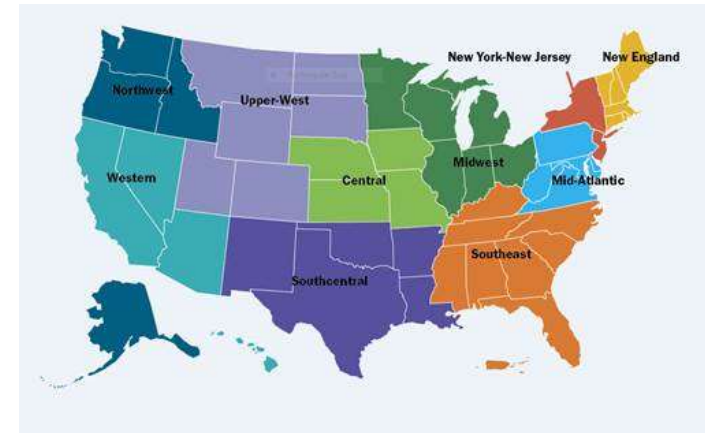 New York-New Jersey
New England
Northwest
Upper-West
Midwest
Western
Central
Mid-Atlantic
Southeast
Southcentral